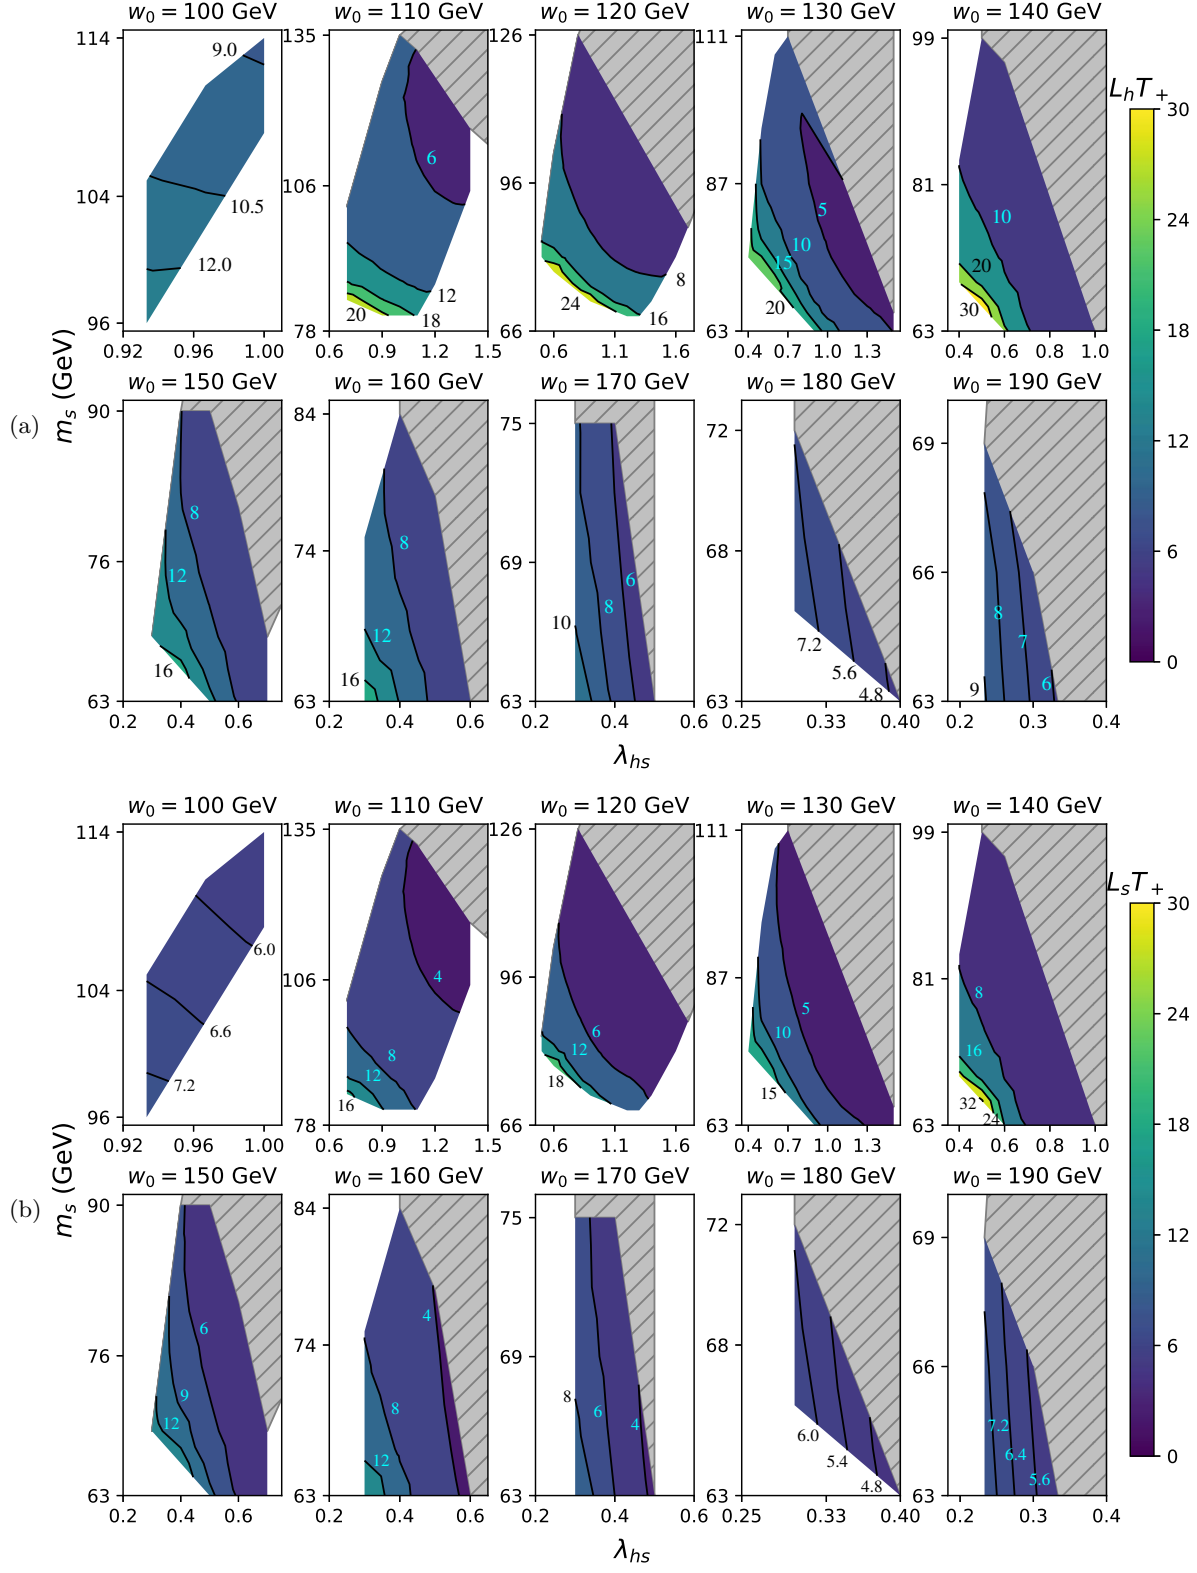 w₀ = 100 GeV
w₀ = 110 GeV
w₀ = 120 GeV
w₀ = 130 GeV
w₀ = 140 GeV
114 104 96
0.92 0.96 1.00
9.0 10.5 12.0
135 106 78
0.6 0.9 1.2 1.5
6 12 18 20
126 96 66
0.6 1.1 1.6
8 16 24
111 87 63
0.4 0.7 1.0 1.3
5 10 15 20
99 81 63
0.4 0.6 0.8 1.0
10 20 30
L_hT_+
30
24
18
12
6
0
(a)
m_s (GeV)
w₀ = 150 GeV
w₀ = 160 GeV
w₀ = 170 GeV
w₀ = 180 GeV
w₀ = 190 GeV
90 76 63
0.2 0.4 0.6
8 12 16
84 74 63
0.2 0.4 0.6
8 12 16
75 69 63
0.2 0.4 0.6
10 8 6
72 68 63
0.25 0.33 0.40
7.2 5.6 4.8
69 66 63
0.2 0.3 0.4
9 8 7 6
λ_hs
w₀ = 100 GeV
w₀ = 110 GeV
w₀ = 120 GeV
w₀ = 130 GeV
w₀ = 140 GeV
114 104 96
0.92 0.96 1.00
6.0 6.6 7.2
135 106 78
0.6 0.9 1.2 1.5
4 8 12 16
126 96 66
0.6 1.1 1.6
6 12 18
111 87 63
0.4 0.7 1.0 1.3
5 10 15
99 81 63
0.4 0.6 0.8 1.0
8 16 32 24
L_sT_+
30
24
18
12
6
0
(b)
m_s (GeV)
w₀ = 150 GeV
w₀ = 160 GeV
w₀ = 170 GeV
w₀ = 180 GeV
w₀ = 190 GeV
90 76 63
0.2 0.4 0.6
6 9 12
84 74 63
0.2 0.4 0.6
4 8 12
75 69 63
0.2 0.4 0.6
8 6 4
72 68 63
0.25 0.33 0.40
6.0 5.4 4.8
69 66 63
0.2 0.3 0.4
7.2 6.4 5.6
λ_hs